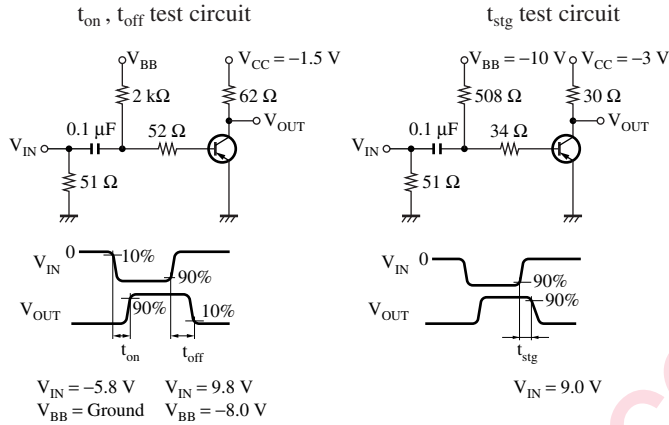 t_on , t_off test circuit
V_BB
V_CC = −1.5 V
2 kΩ
62 Ω
V_OUT
0.1 µF
52 Ω
V_IN
51 Ω
0
V_IN
10%
90%
V_OUT
90%
10%
t_on
t_off
V_IN = −5.8 V V_IN = 9.8 V
V_BB = Ground V_BB = −8.0 V
t_stg test circuit
V_BB = −10 V
V_CC = −3 V
508 Ω
30 Ω
V_OUT
0.1 µF
34 Ω
V_IN
51 Ω
0
V_IN
90%
V_OUT
90%
t_stg
V_IN = 9.0 V